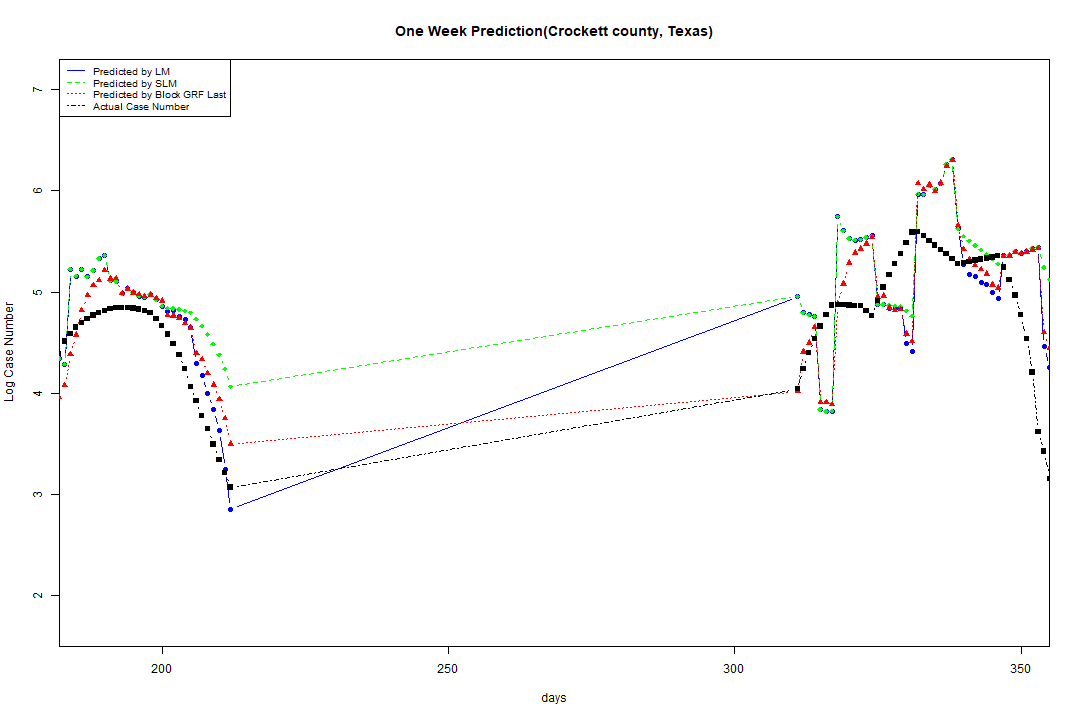 One Week Prediction(Crockett county, Texas)
Predicted by LM
Predicted by SLM
Predicted by Block GRF Last
Actual Case Number
7
6
5
4
3
2
Log Case Number
200
250
300
350
days